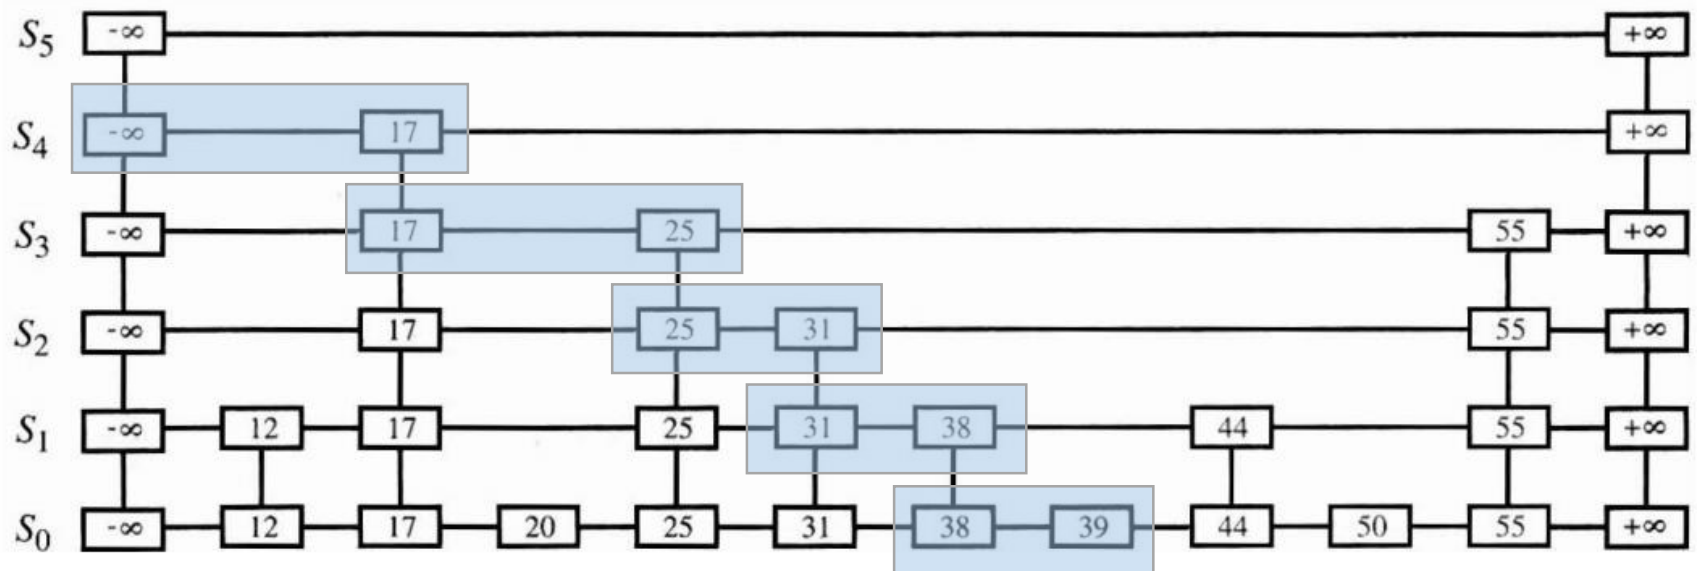 S5 -∞ +∞
S4 -∞ 17 +∞
S3 -∞ 17 25 55 +∞
S2 -∞ 17 25 31 55 +∞
S1 -∞ 12 17 25 31 38 44 55 +∞
S0 -∞ 12 17 20 25 31 38 39 44 50 55 +∞